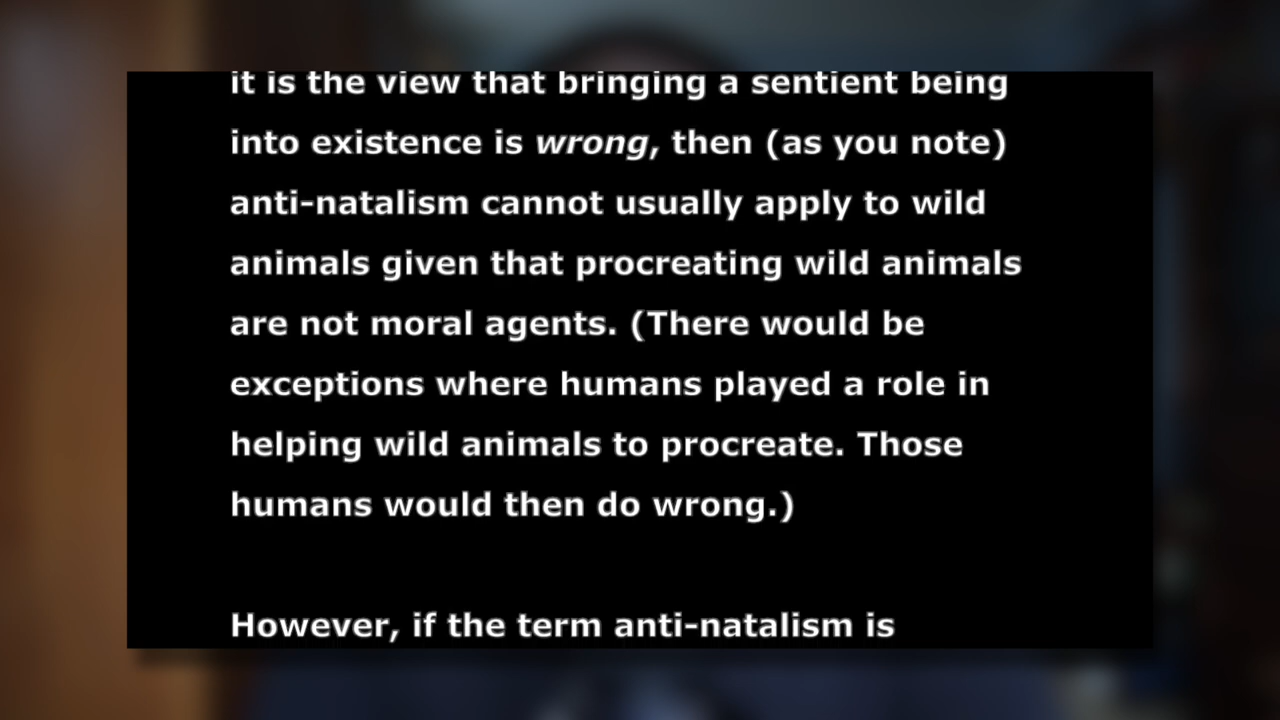 it is the view that bringing a sentient being
into existence is wrong, then (as you note)
anti-natalism cannot usually apply to wild
animals given that procreating wild animals
are not moral agents. (There would be
exceptions where humans played a role in
helping wild animals to procreate. Those
humans would then do wrong.)
However, if the term anti-natalism is